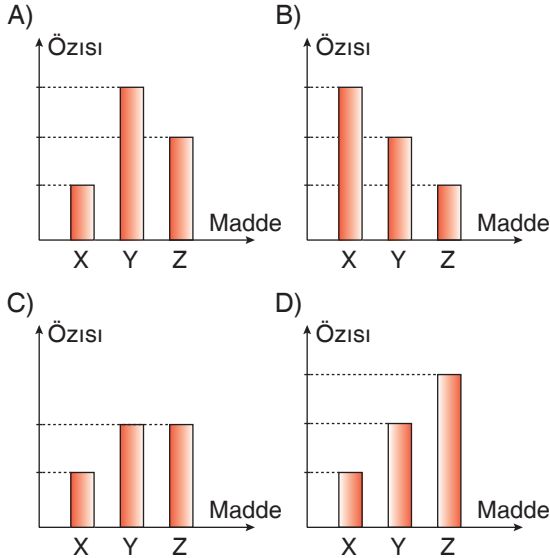 A)
Özısı
Madde
X Y Z
B)
Özısı
Madde
X Y Z
C)
Özısı
Madde
X Y Z
D)
Özısı
Madde
X Y Z